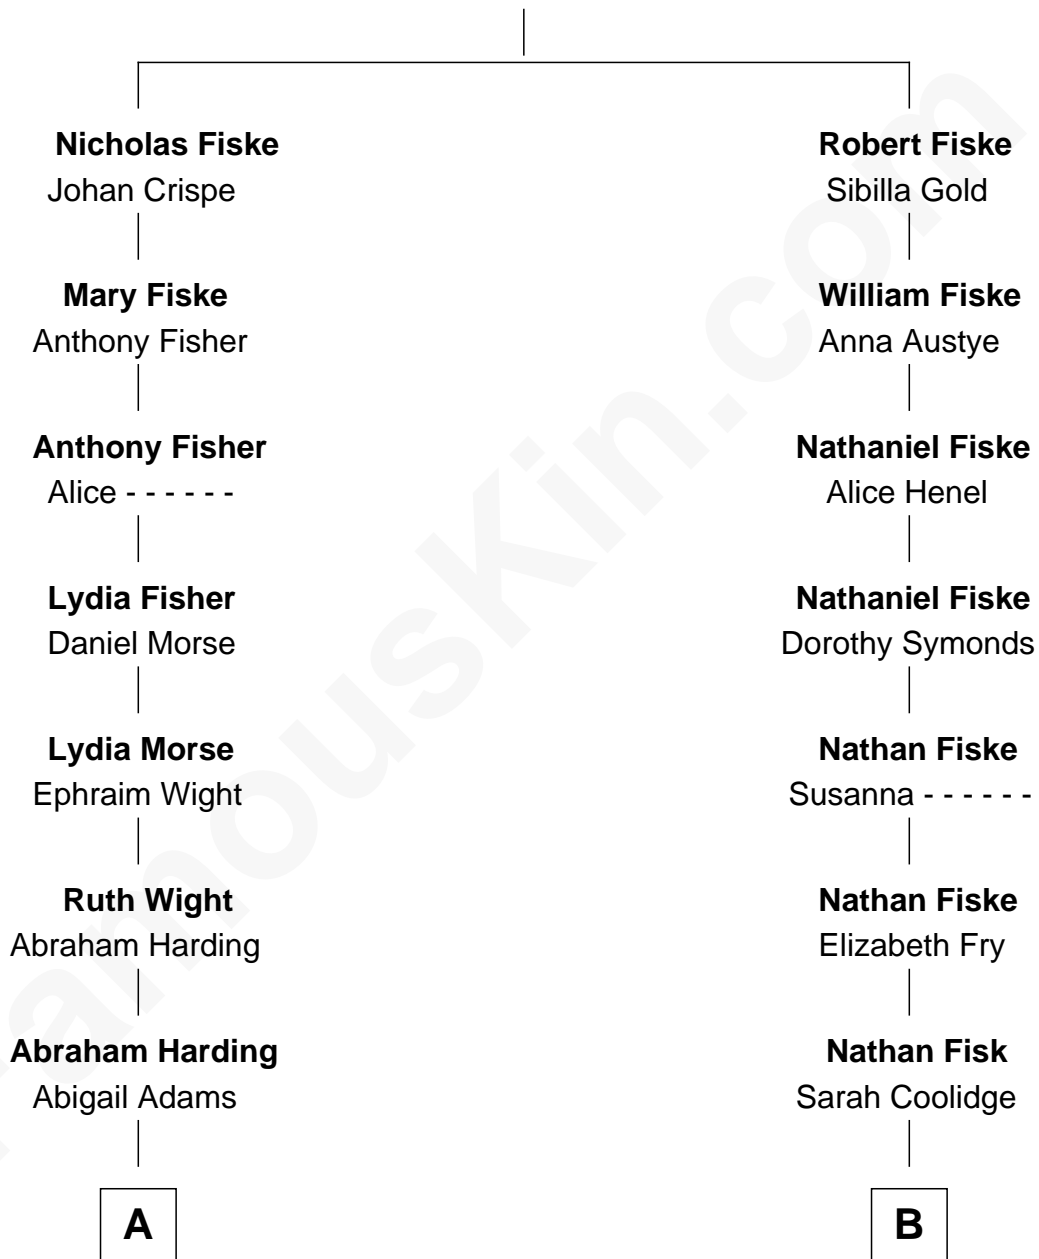 Nicholas Fiske
Johan Crispe
Mary Fiske
Anthony Fisher
Anthony Fisher
Alice - - - - - -
Lydia Fisher
Daniel Morse
Lydia Morse
Ephraim Wight
Ruth Wight
Abraham Harding
Abraham Harding
Abigail Adams
A
Robert Fiske
Sibilla Gold
William Fiske
Anna Austye
Nathaniel Fiske
Alice Henel
Nathaniel Fiske
Dorothy Symonds
Nathan Fiske
Susanna - - - - - -
Nathan Fiske
Elizabeth Fry
Nathan Fisk
Sarah Coolidge
B
FamousKin.com